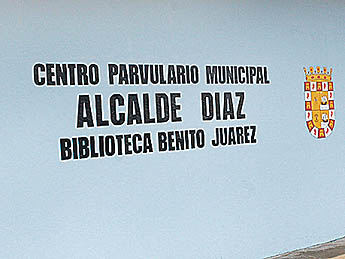 CENTRO PARVULARIO MUNICIPAL
ALCALDE DIAZ
BIBLIOTECA BENITO JUAREZ